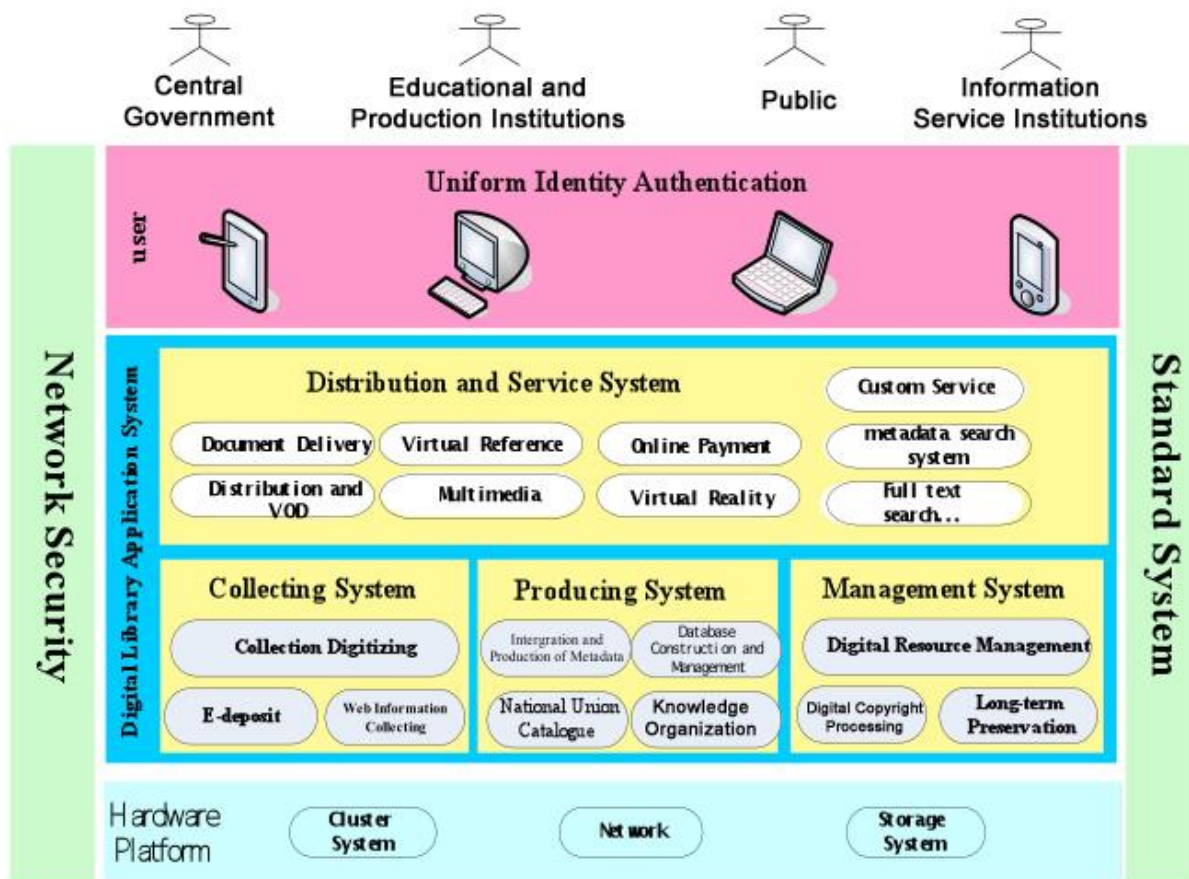 Central
Government
Educational and
Production Institutions
Public
Information
Service Institutions
Network Security
Standard System
user
Uniform Identity Authentication
Digital Library Application System
Distribution and Service System
Custom Service
Document Delivery
Virtual Reference
Online Payment
metadata search
system
Distribution and
VOD
Multimedia
Virtual Reality
Full text
search...
Collecting System
Collection Digitizing
E-deposit
Web Information
Collecting
Producing System
Intergration and
Production of Metadata
Database
Construction and
Management
National Union
Catalogue
Knowledge
Organization
Management System
Digital Resource Management
Digital Copyright
Processing
Long-term
Preservation
Hardware
Platform
Cluster
System
Network
Storage
System